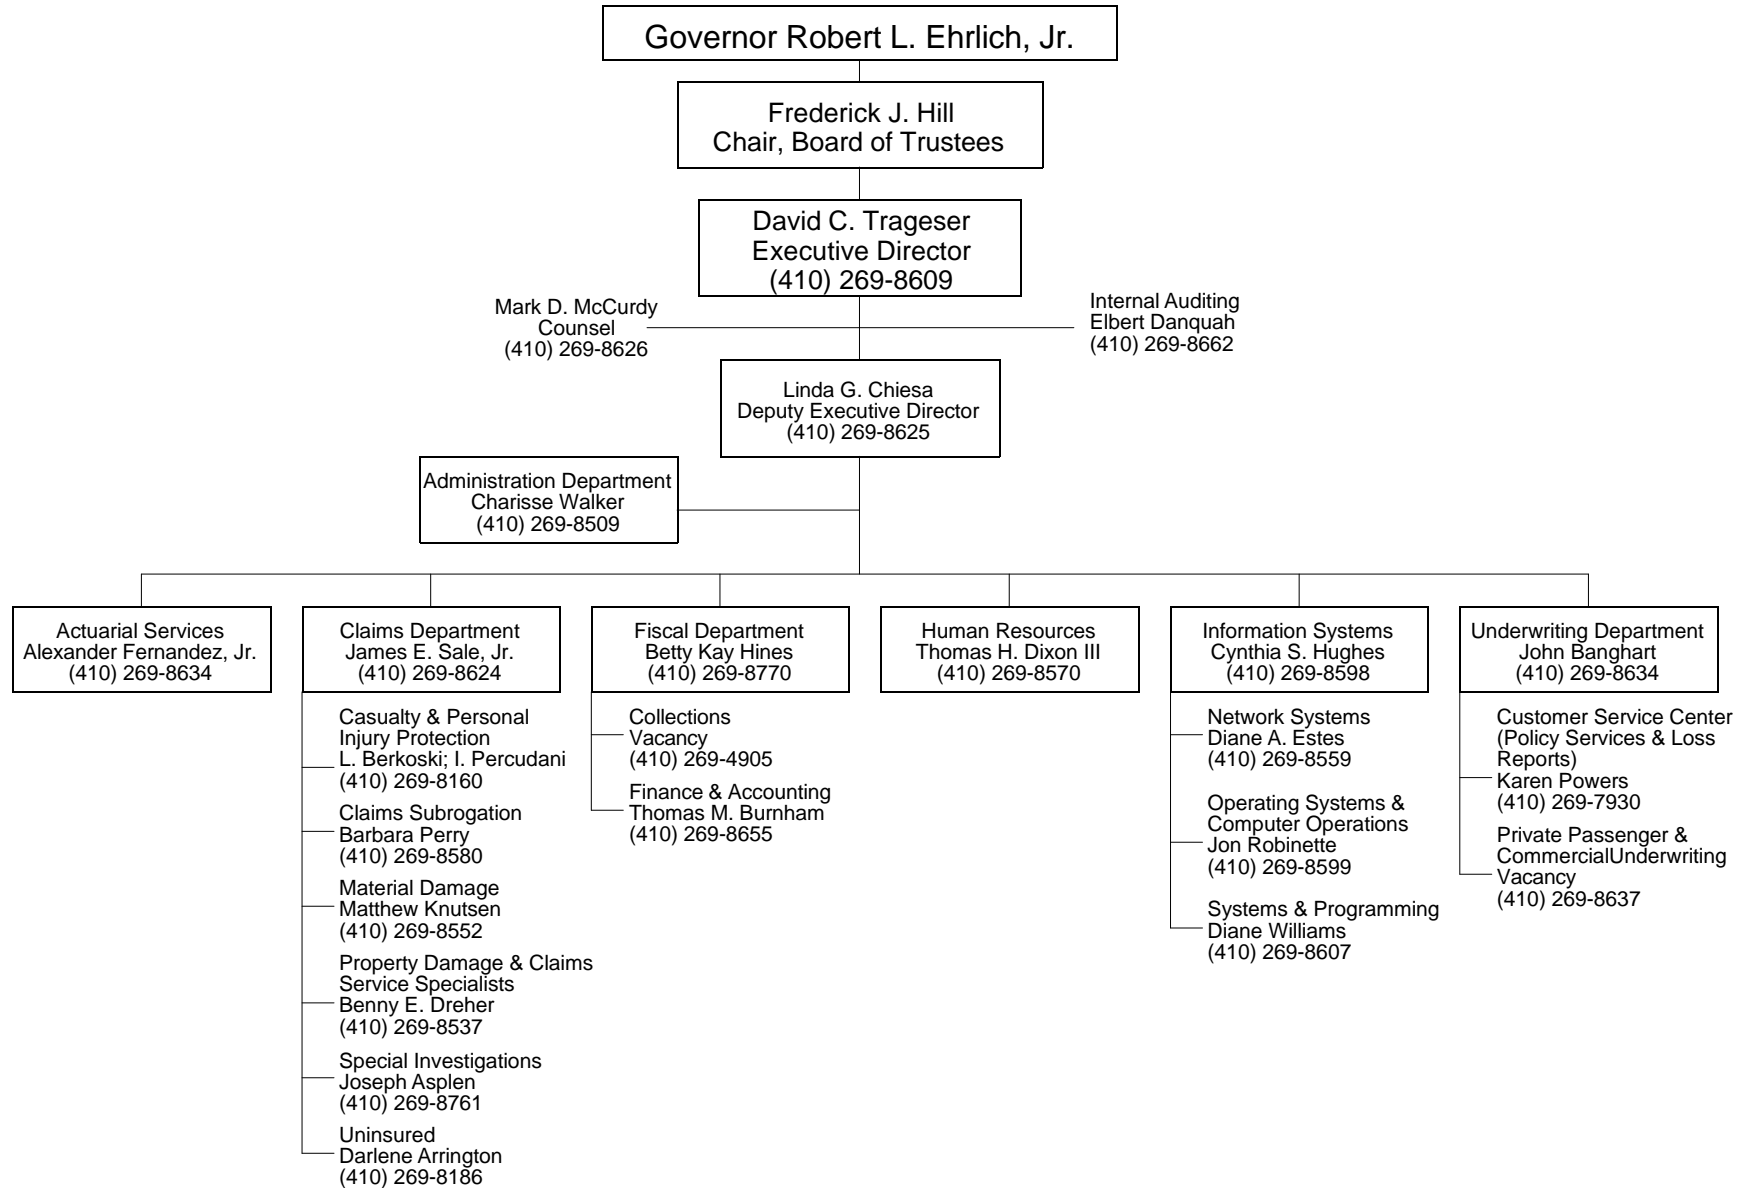 Governor Robert L. Ehrlich, Jr.
Frederick J. Hill
Chair, Board of Trustees
David C. Trageser
Executive Director
(410) 269-8609
Mark D. McCurdy
Counsel
(410) 269-8626
Internal Auditing
Elbert Danquah
(410) 269-8662
Linda G. Chiesa
Deputy Executive Director
(410) 269-8625
Administration Department
Charisse Walker
(410) 269-8509
Actuarial Services
Alexander Fernandez, Jr.
(410) 269-8634
Claims Department
James E. Sale, Jr.
(410) 269-8624
Casualty & Personal
Injury Protection
L. Berkoski; I. Percudani
(410) 269-8160
Claims Subrogation
Barbara Perry
(410) 269-8580
Material Damage
Matthew Knutsen
(410) 269-8552
Property Damage & Claims
Service Specialists
Benny E. Dreher
(410) 269-8537
Special Investigations
Joseph Asplen
(410) 269-8761
Uninsured
Darlene Arrington
(410) 269-8186
Fiscal Department
Betty Kay Hines
(410) 269-8770
Collections
Vacancy
(410) 269-4905
Finance & Accounting
Thomas M. Burnham
(410) 269-8655
Human Resources
Thomas H. Dixon III
(410) 269-8570
Information Systems
Cynthia S. Hughes
(410) 269-8598
Network Systems
Diane A. Estes
(410) 269-8559
Operating Systems &
Computer Operations
Jon Robinette
(410) 269-8599
Systems & Programming
Diane Williams
(410) 269-8607
Underwriting Department
John Banghart
(410) 269-8634
Customer Service Center
(Policy Services & Loss
Reports)
Karen Powers
(410) 269-7930
Private Passenger &
CommercialUnderwriting
Vacancy
(410) 269-8637